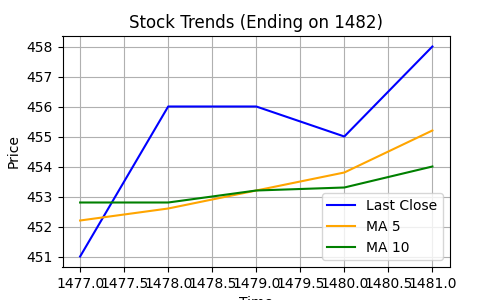 Stock Trends (Ending on 1482)
458
457
456
455
454
453
452
451
Price
Last Close
MA 5
MA 10
1477.0 1477.5 1478.0 1478.5 1479.0 1479.5 1480.0 1480.5 1481.0
Time